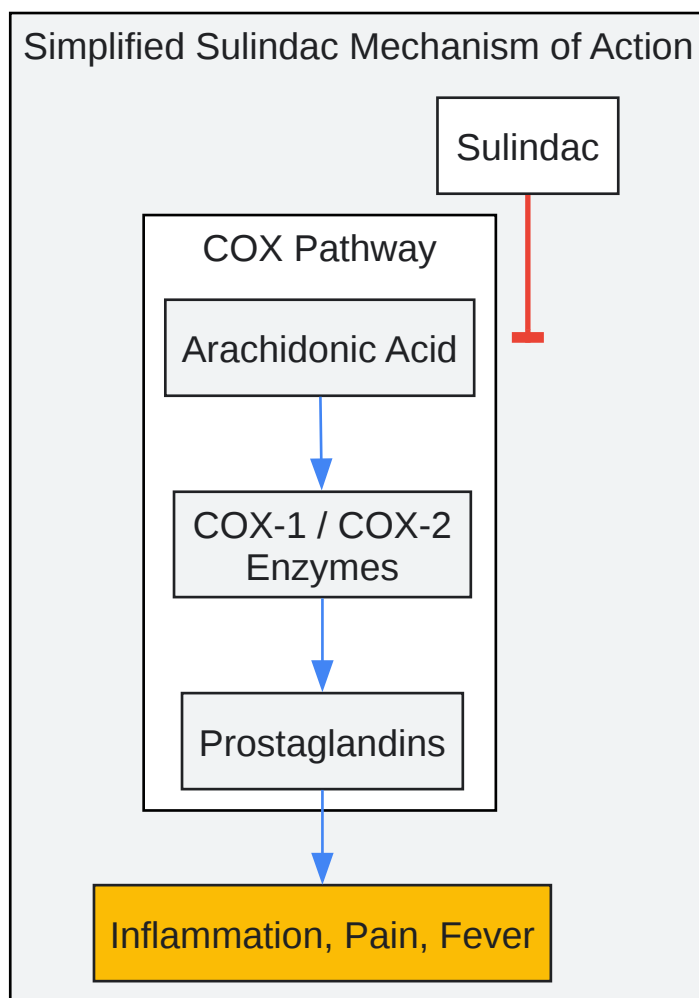 Simplified Sulindac Mechanism of Action
Sulindac
COX Pathway
Arachidonic Acid
COX-1 / COX-2
Enzymes
Prostaglandins
Inflammation, Pain, Fever